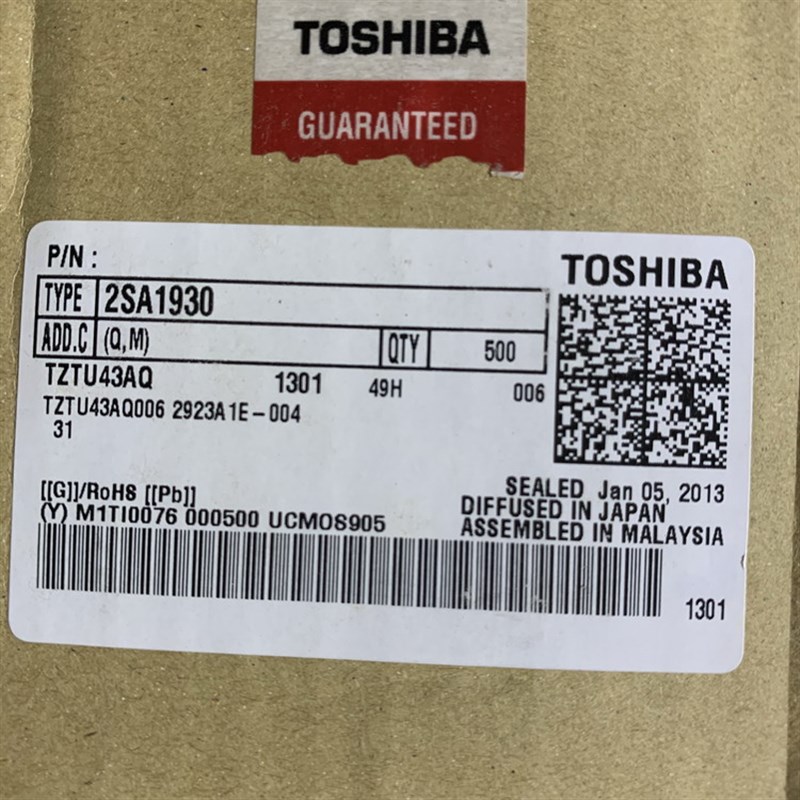 TOSHIBA
GUARANTEED
P/N :
TOSHIBA
TYPE 2SA1930
ADD.C (Q,M) QTY 500
TZTU43AQ 1301 49H 006
TZTU43AQ006 2923A1E-004
31
[[G]]/RoHS [[Pb]]
SEALED Jan 05, 2013
(Y) M1TI0076 000500 UCMOS905
DIFFUSED IN JAPAN
ASSEMBLED IN MALAYSIA
1301